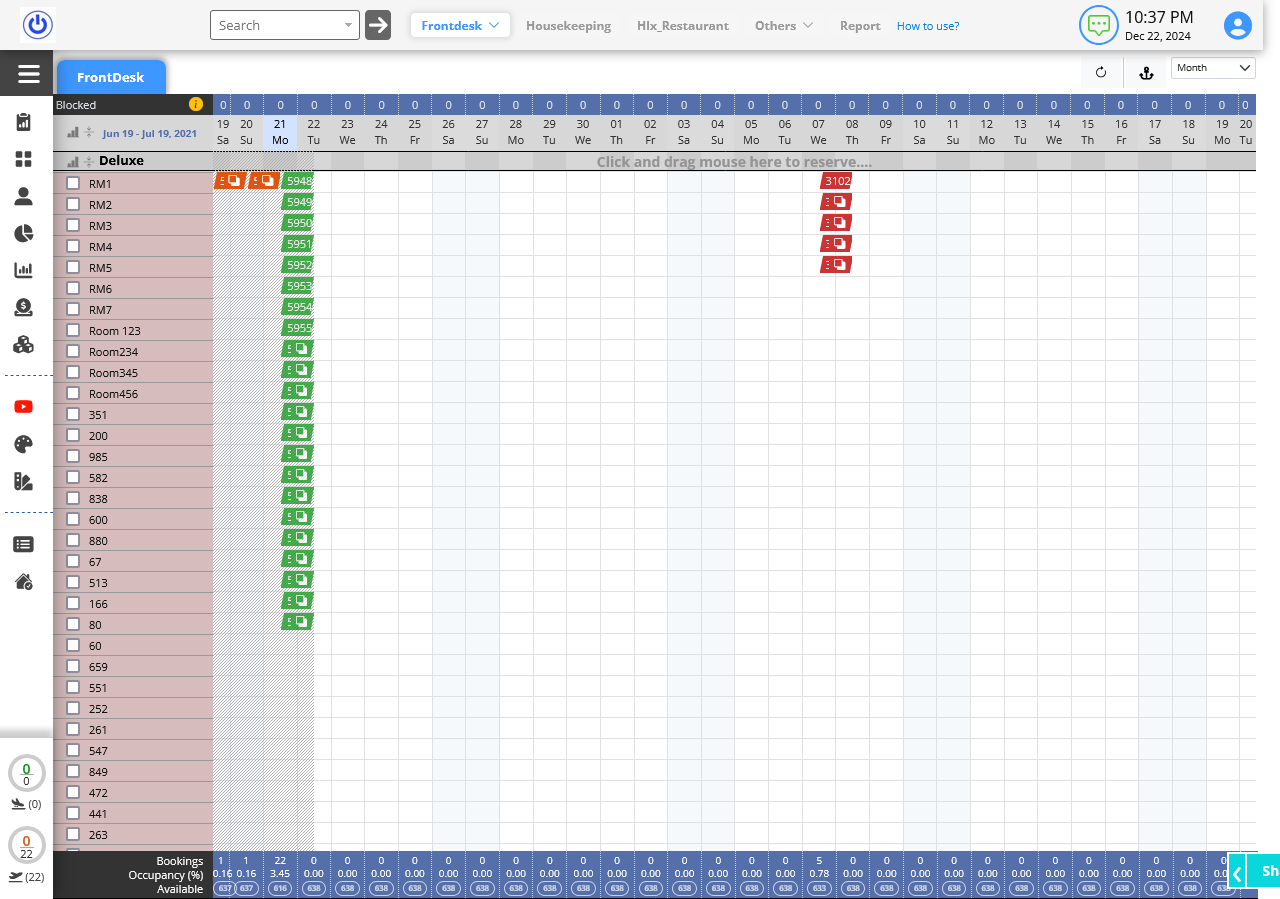 Search
Frontdesk
Housekeeping
Hlx_Restaurant
Others
Report
How to use?
10:37 PM
Dec 22, 2024
FrontDesk
Month
Blocked 0 0 0 0 0 0 0 0 0 0 0 0 0 0 0 0 0 0 0 0 0 0 0 0 0 0 0 0 0 0 0 0
Jun 19 - Jul 19, 2021
19 20 21 22 23 24 25 26 27 28 29 30 01 02 03 04 05 06 07 08 09 10 11 12 13 14 15 16 17 18 19 20
Sa Su Mo Tu We Th Fr Sa Su Mo Tu We Th Fr Sa Su Mo Tu We Th Fr Sa Su Mo Tu We Th Fr Sa Su Mo Tu
Deluxe
Click and drag mouse here to reserve....
RM1 5948 3102
RM2 5949
RM3 5950
RM4 5951
RM5 5952
RM6 5953
RM7 5954
Room 123 5955
Room234
Room345
Room456
351
200
985
582
838
600
880
67
513
166
80
60
659
551
252
261
547
849
472
441
263
0
0
(0)
0
22
(22)
Bookings 1 1 22 0 0 0 0 0 0 0 0 0 0 0 0 0 0 0 5 0 0 0 0 0 0 0 0 0 0 0 0
Occupancy (%) 0.16 0.16 3.45 0.00 0.00 0.00 0.00 0.00 0.00 0.00 0.00 0.00 0.00 0.00 0.00 0.00 0.00 0.00 0.78 0.00 0.00 0.00 0.00 0.00 0.00 0.00 0.00 0.00 0.00 0.00
Available 637 637 616 638 638 638 638 638 638 638 638 638 638 638 638 638 638 638 633 638 638 638 638 638 638 638 638 638 638 638
Sh